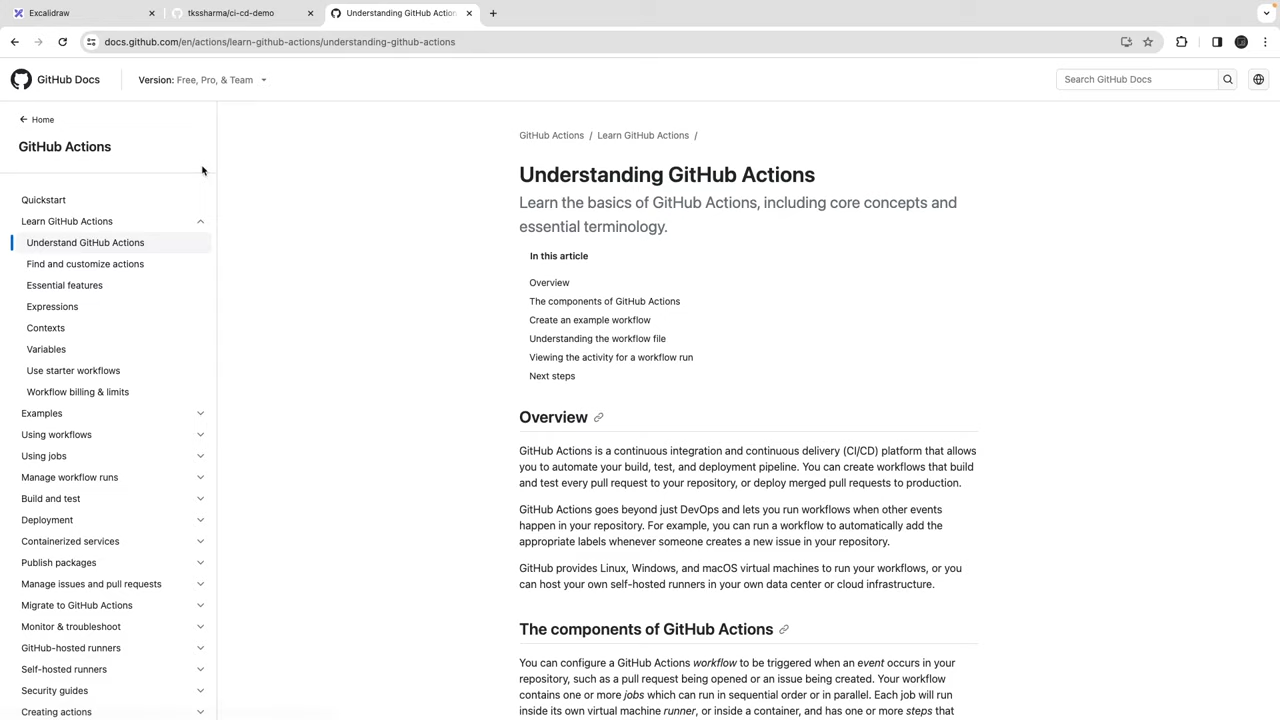 Excalidraw
tkssharma/ci-cd-demo
Understanding GitHub Action
docs.github.com/en/actions/learn-github-actions/understanding-github-actions
GitHub Docs
Version: Free, Pro, & Team
Search GitHub Docs
Home
GitHub Actions
Quickstart
Learn GitHub Actions
Understand GitHub Actions
Find and customize actions
Essential features
Expressions
Contexts
Variables
Use starter workflows
Workflow billing & limits
Examples
Using workflows
Using jobs
Manage workflow runs
Build and test
Deployment
Containerized services
Publish packages
Manage issues and pull requests
Migrate to GitHub Actions
Monitor & troubleshoot
GitHub-hosted runners
Self-hosted runners
Security guides
Creating actions
GitHub Actions / Learn GitHub Actions /
Understanding GitHub Actions
Learn the basics of GitHub Actions, including core concepts and
essential terminology.
In this article
Overview
The components of GitHub Actions
Create an example workflow
Understanding the workflow file
Viewing the activity for a workflow run
Next steps
Overview
GitHub Actions is a continuous integration and continuous delivery (CI/CD) platform that allows
you to automate your build, test, and deployment pipeline. You can create workflows that build
and test every pull request to your repository, or deploy merged pull requests to production.
GitHub Actions goes beyond just DevOps and lets you run workflows when other events
happen in your repository. For example, you can run a workflow to automatically add the
appropriate labels whenever someone creates a new issue in your repository.
GitHub provides Linux, Windows, and macOS virtual machines to run your workflows, or you
can host your own self-hosted runners in your own data center or cloud infrastructure.
The components of GitHub Actions
You can configure a GitHub Actions workflow to be triggered when an event occurs in your
repository, such as a pull request being opened or an issue being created. Your workflow
contains one or more jobs which can run in sequential order or in parallel. Each job will run
inside its own virtual machine runner, or inside a container, and has one or more steps that